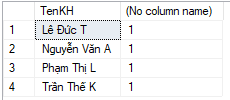 TenKH (No column name)
1 Lê Đức T 1
2 Nguyễn Văn A 1
3 Phạm Thị L 1
4 Trần Thế K 1